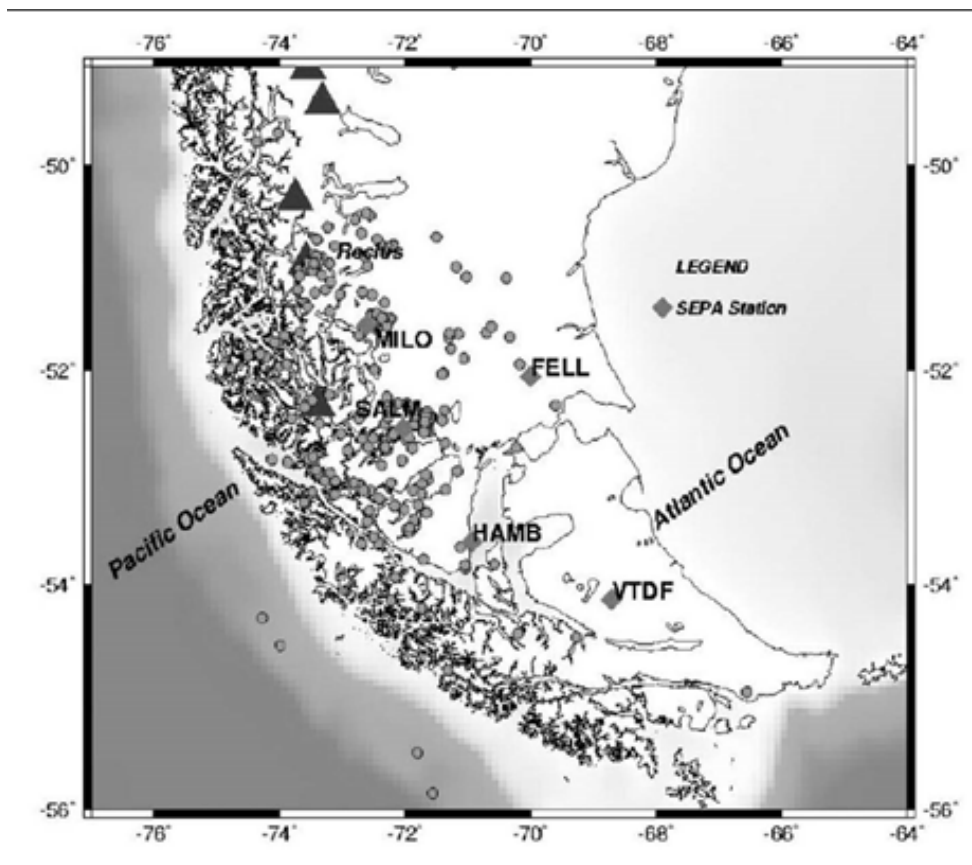 -76° -74° -72° -70° -68° -66° -64°
-50° -50°
Reclus
LEGEND
SEPA Station
MILO
-52° FELL -52°
SALM
Atlantic Ocean
Pacific Ocean
HAMB
-54° VTDF -54°
-56° -56°
-76° -74° -72° -70° -68° -66° -64°